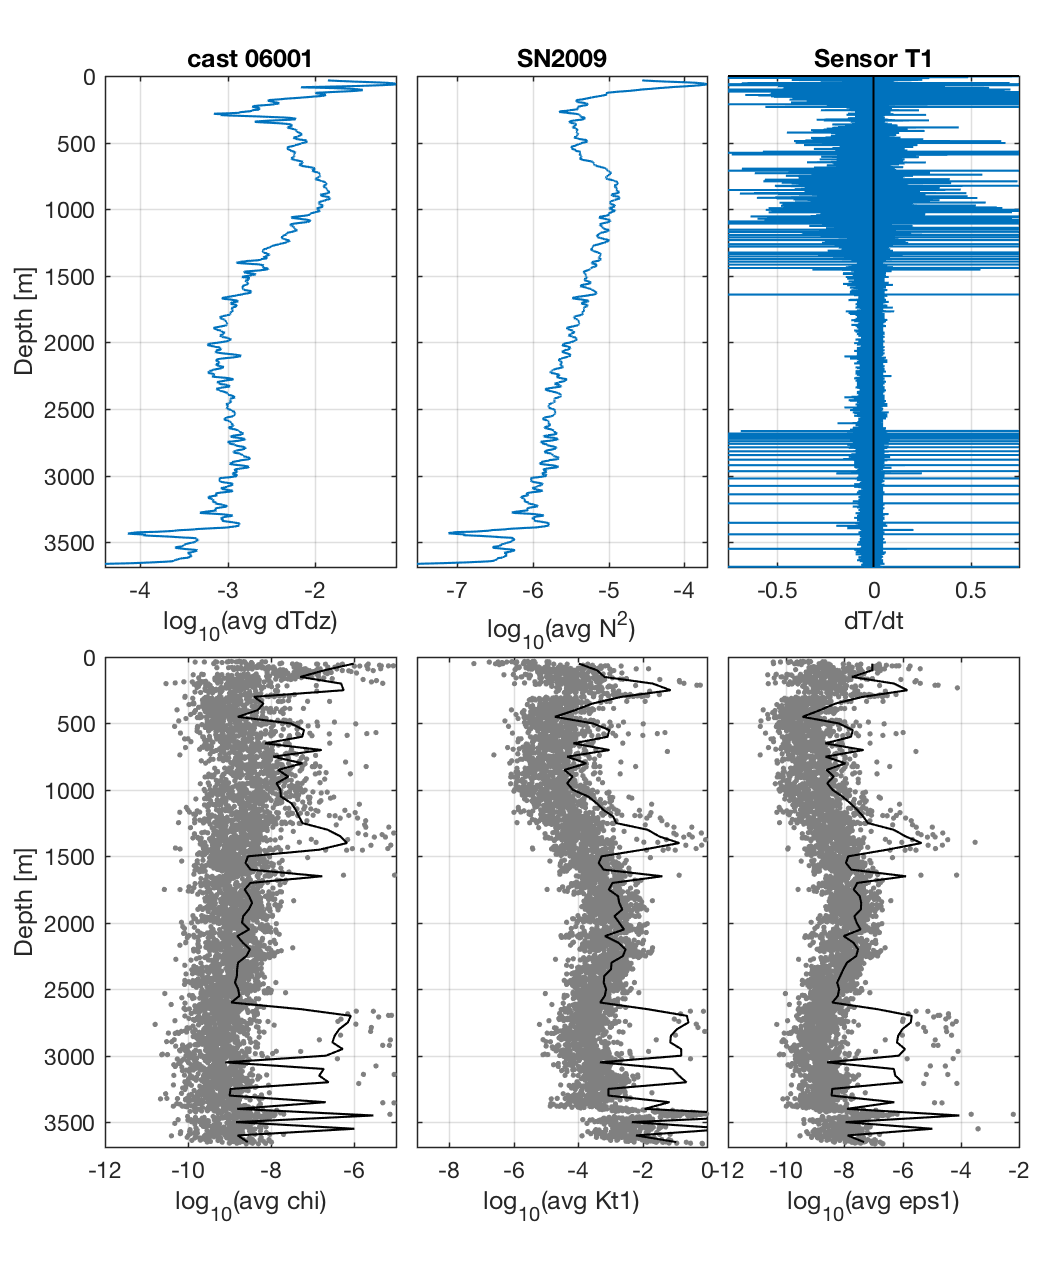 cast 06001
SN2009
Sensor T1
0
500
1000
1500
2000
2500
3000
3500
Depth [m]
-4 -3 -2
-7 -6 -5 -4
-0.5 0 0.5
log10(avg dTdz)
log10(avg N2)
dT/dt
0
500
1000
1500
2000
2500
3000
3500
Depth [m]
-12 -10 -8 -6
-8 -6 -4 -2 0
-12 -10 -8 -6 -4 -2
log10(avg chi)
log10(avg Kt1)
log10(avg eps1)